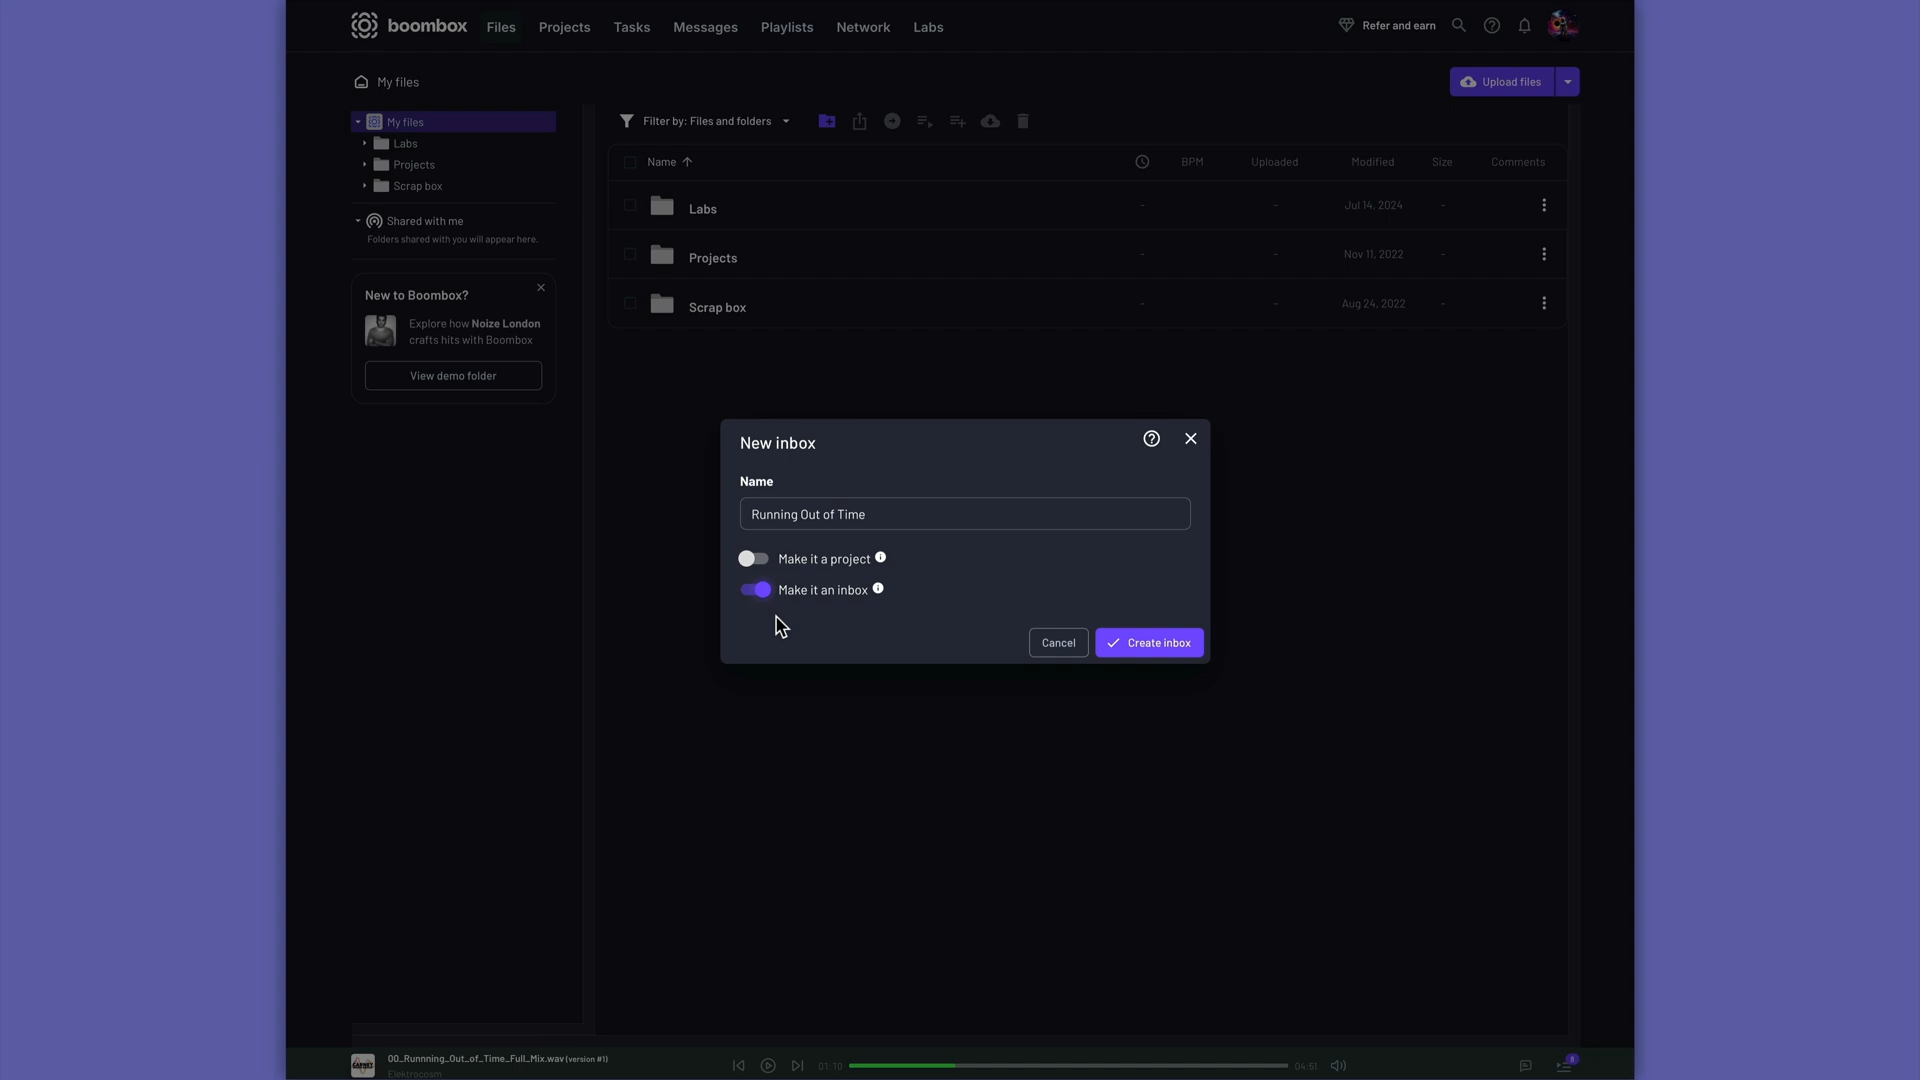 boombox Files Projects Tasks Messages Playlists Network Labs Refer and earn
My files Upload files
My files
Labs
Projects
Scrap box
Shared with me
Folders shared with you will appear here.
New to Boombox?
Explore how Noize London
crafts hits with Boombox
View demo folder
Filter by: Files and folders
Name BPM Uploaded Modified Size Comments
Labs - - Jul 14, 2024 -
Projects - - Nov 11, 2022 -
Scrap box - - Aug 24, 2022 -
New inbox
Name
Running Out of Time
Make it a project
Make it an inbox
Cancel Create inbox
00_Runnning_Out_of_Time_Full_Mix.wav (version #1)
Elektrocosm
01:10 04:51 8